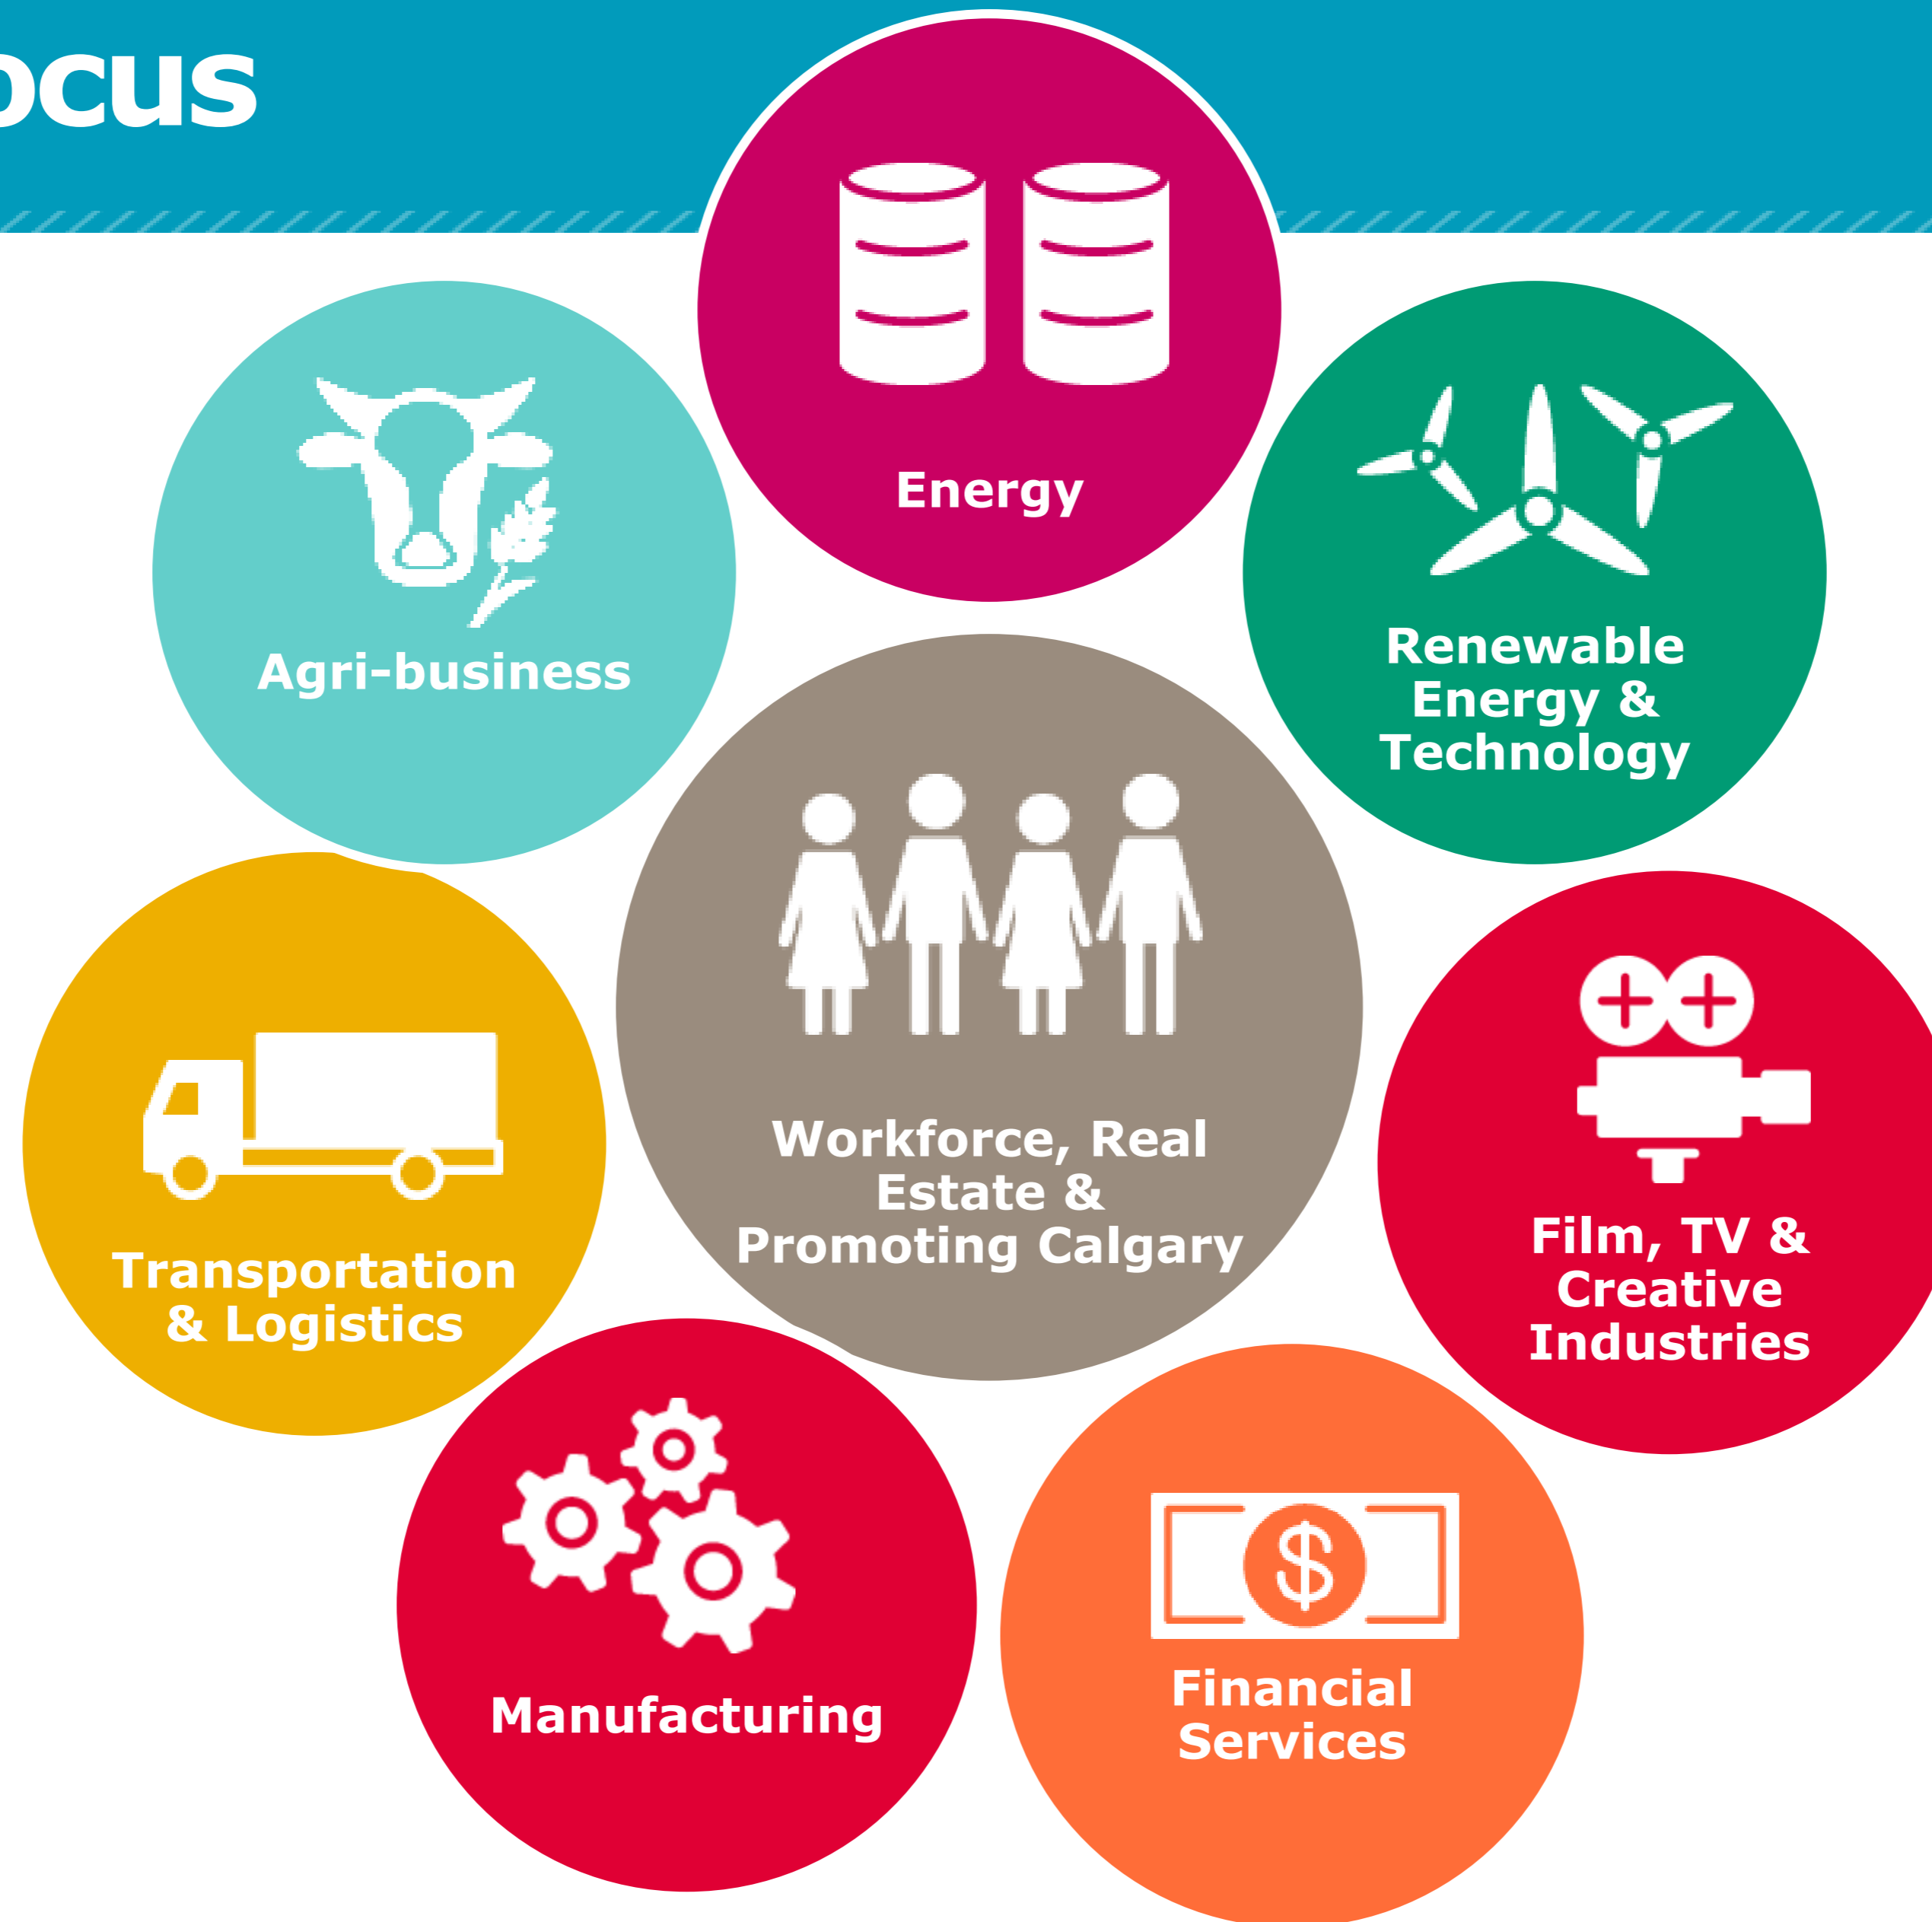 ocus
Energy
Agri-business
Renewable
Energy &
Technology
Workforce, Real
Estate &
Promoting Calgary
Transportation
& Logistics
Film, TV &
Creative
Industries
Manufacturing
Financial
Services
$